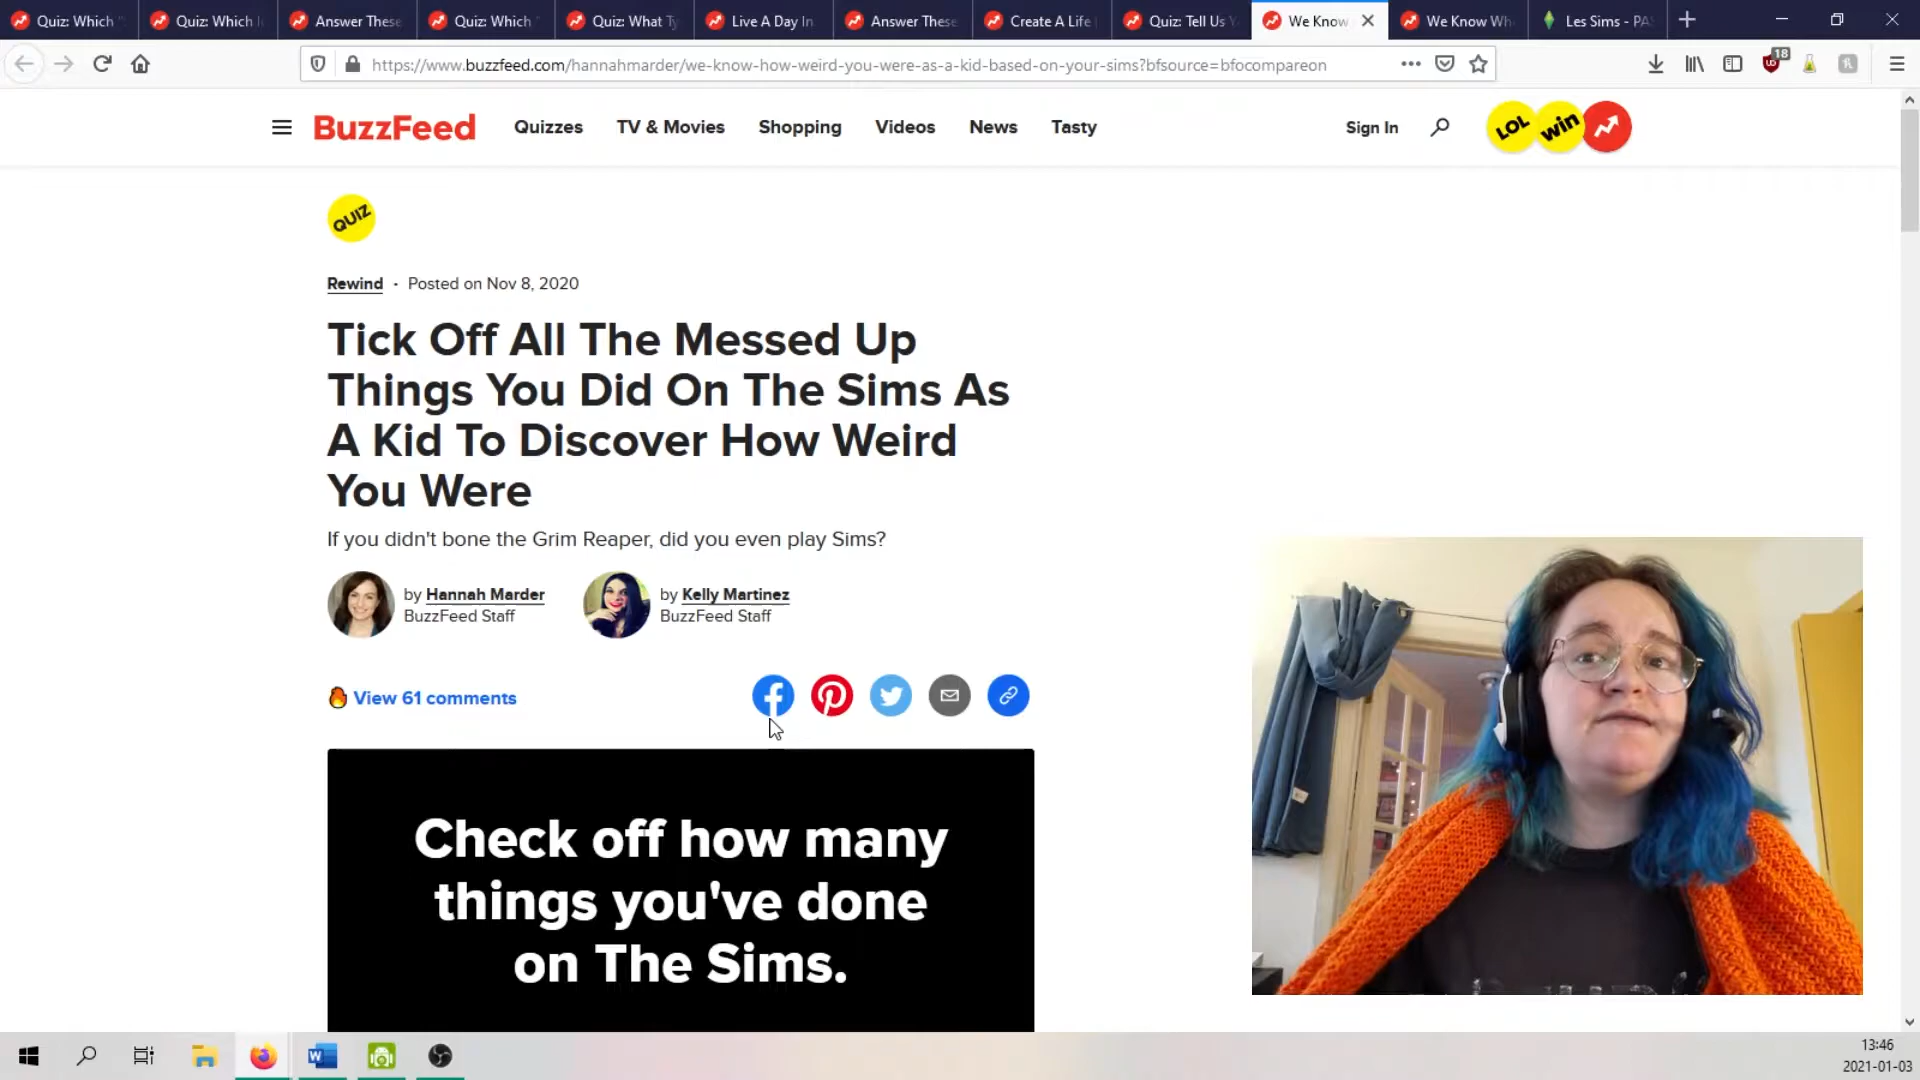 Quiz: Which
Quiz: Which
Answer These
Quiz: Which
Quiz: What Ty
Live A Day In
Answer These
Create A Life
Quiz: Tell Us
We Know
We Know Wh
Les Sims - PA
https://www.buzzfeed.com/hannahmarder/we-know-how-weird-you-were-as-a-kid-based-on-your-sims?bfsource=bfocompareon
18
BuzzFeed
Quizzes
TV & Movies
Shopping
Videos
News
Tasty
Sign In
LOL
win
QUIZ
Rewind · Posted on Nov 8, 2020
Tick Off All The Messed Up
Things You Did On The Sims As
A Kid To Discover How Weird
You Were
If you didn't bone the Grim Reaper, did you even play Sims?
by Hannah Marder
BuzzFeed Staff
by Kelly Martinez
BuzzFeed Staff
View 61 comments
Check off how many
things you've done
on The Sims.
13:46
2021-01-03